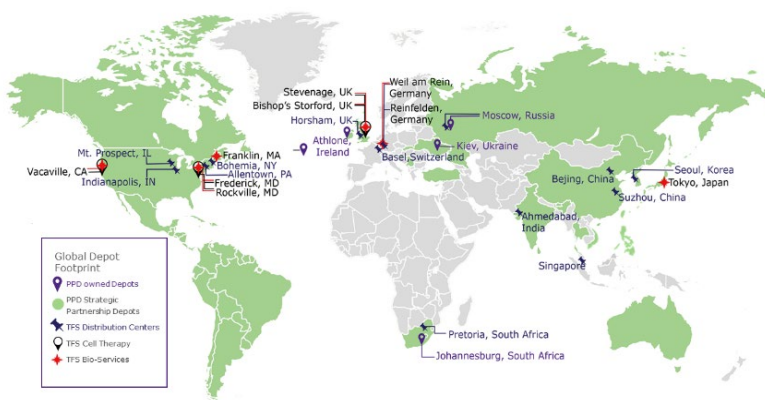 Stevenage, UK
Bishop's Storford, UK
Horsham, UK
Athlone,
Ireland
Weil am Rein,
Germany
Reinfelden,
Germany
Moscow, Russia
Kiev, Ukraine
Basel,Switzerland
Mt. Prospect, IL
Vacaville, CA
Indianapolis, IN
Franklin, MA
Bohemia, NY
Allentown, PA
Frederick, MD
Rockville, MD
Bejing, China
Seoul, Korea
Tokyo, Japan
Suzhou, China
Ahmedabad,
India
Singapore
Pretoria, South Africa
Johannesburg, South Africa
Global Depot
Footprint
PPD owned Depots
PPD Strategic
Partnership Depots
TFS Distribution Centers
TFS Cell Therapy
TFS Bio-Services